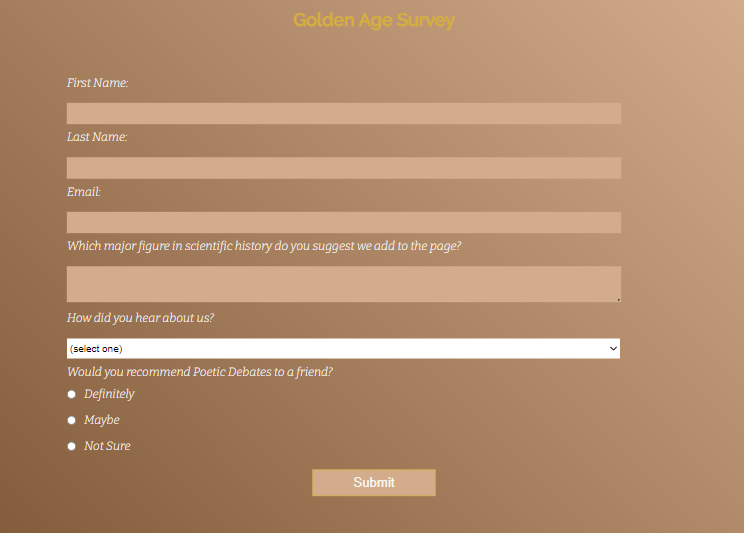 Golden Age Survey
First Name:
Last Name:
Email:
Which major figure in scientific history do you suggest we add to the page?
How did you hear about us?
(select one)
Would you recommend Poetic Debates to a friend?
Definitely
Maybe
Not Sure
Submit